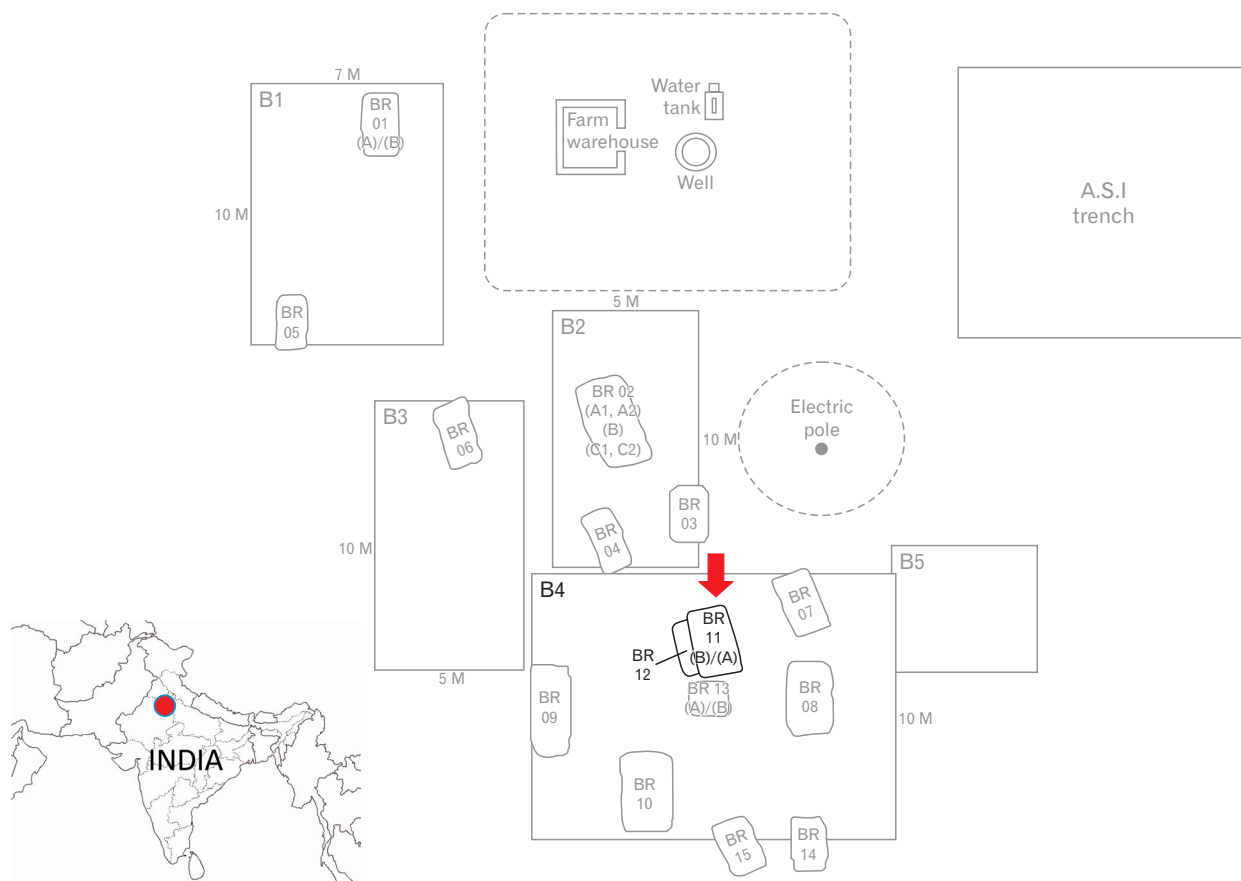 7 M
B1
BR
01
(A)/(B)
10 M
BR
05
Farm
warehouse
Water
tank
Well
A.S.I
trench
5 M
B2
BR 02
(A1, A2)
(B)
(C1, C2)
10 M
BR
03
BR
04
Electric
pole
B3
BR
06
10 M
5 M
B4
BR
11
(B)/(A)
BR
12
BR 13
(A)/(B)
BR
07
BR
08
BR
09
BR
10
BR
15
BR
14
10 M
B5
INDIA